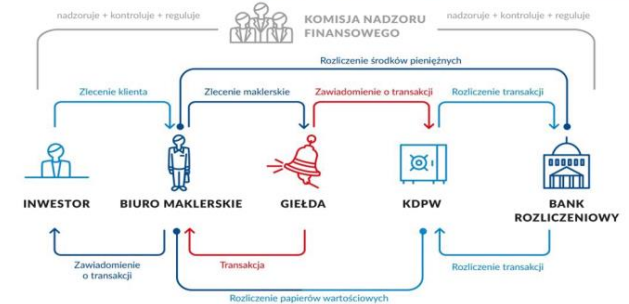 nadzoruje + kontroluje + reguluje
KOMISJA NADZORU
FINANSOWEGO
nadzoruje + kontroluje + reguluje
Rozliczenie środków pieniężnych
Zlecenie klienta
Zlecenie maklerskie
Zawiadomienie o transakcji
Rozliczenie transakcji
INWESTOR
BIURO MAKLERSKIE
GIEŁDA
KDPW
BANK
ROZLICZENIOWY
Zawiadomienie
o transakcji
Transakcja
Rozliczenie transakcji
Rozliczenie papierów wartościowych